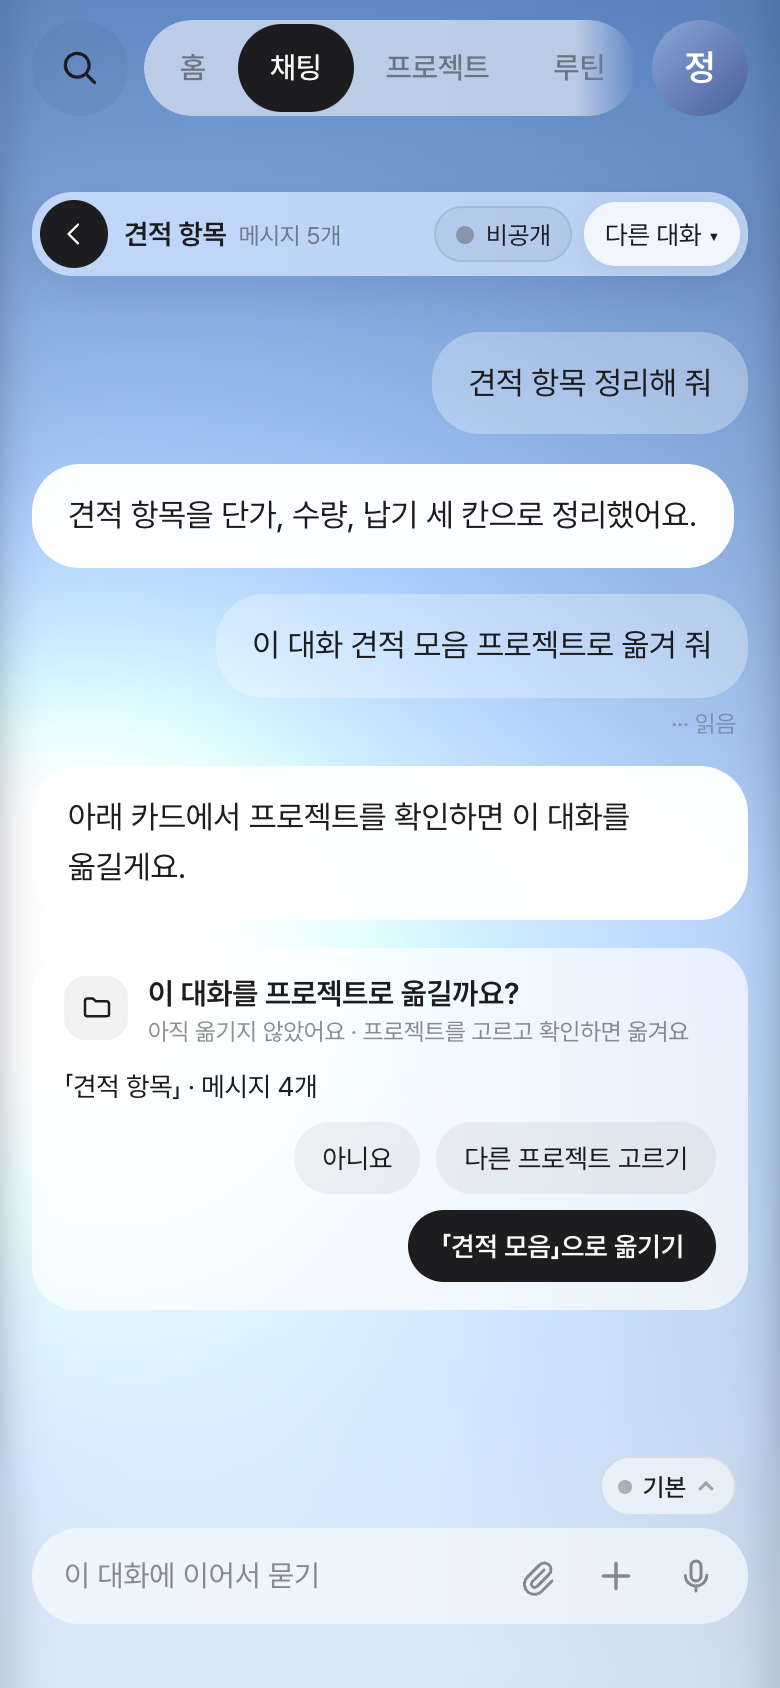 홈 채팅 프로젝트 루틴 정
견적 항목 메시지 5개 비공개 다른 대화 ▾
견적 항목 정리해 줘
견적 항목을 단가, 수량, 납기 세 칸으로 정리했어요.
이 대화 견적 모음 프로젝트로 옮겨 줘
··· 읽음
아래 카드에서 프로젝트를 확인하면 이 대화를
옮길게요.
이 대화를 프로젝트로 옮길까요?
아직 옮기지 않았어요 · 프로젝트를 고르고 확인하면 옮겨요
「견적 항목」 · 메시지 4개
아니요 다른 프로젝트 고르기
「견적 모음」으로 옮기기
기본
이 대화에 이어서 묻기